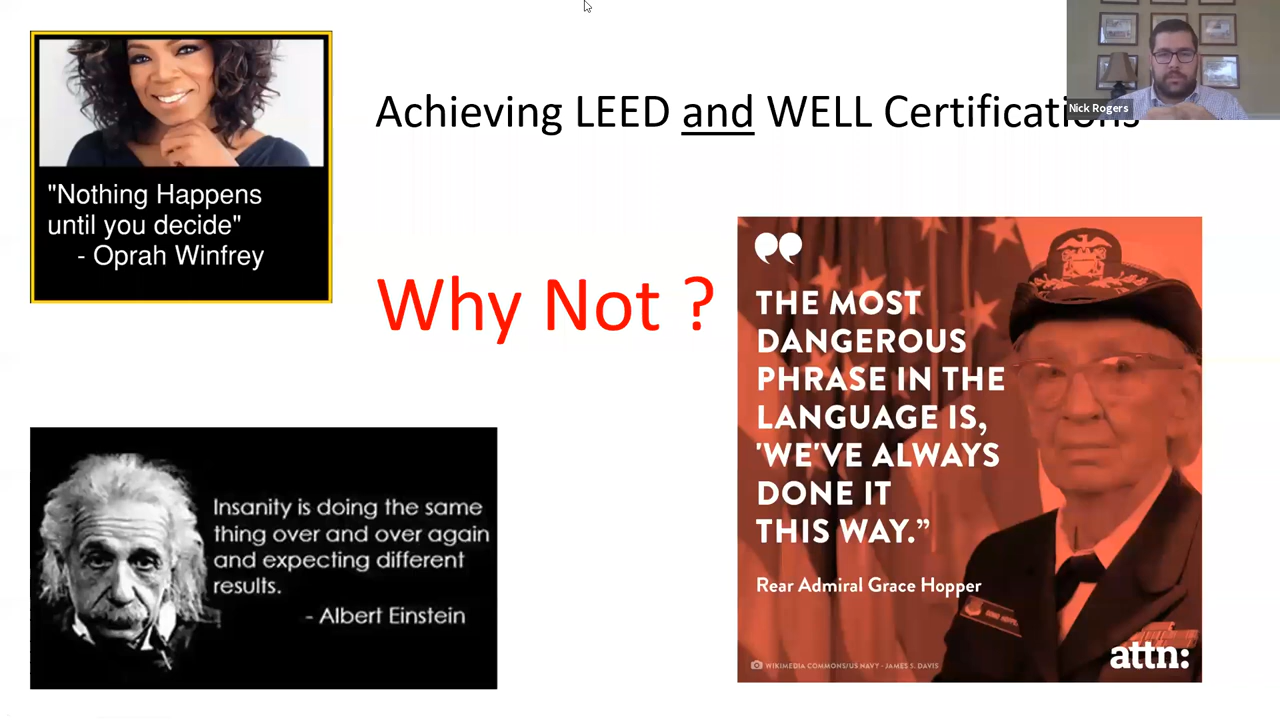 Achieving LEED and WELL Certifications
Nick Rogers
"Nothing Happens
until you decide"
- Oprah Winfrey
Why Not ?
THE MOST
DANGEROUS
PHRASE IN THE
LANGUAGE IS,
'WE'VE ALWAYS
DONE IT
THIS WAY.”
Rear Admiral Grace Hopper
WIKIMEDIA COMMONS/US NAVY - JAMES S. DAVIS
attn:
Insanity is doing the same
thing over and over again
and expecting different
results.
- Albert Einstein